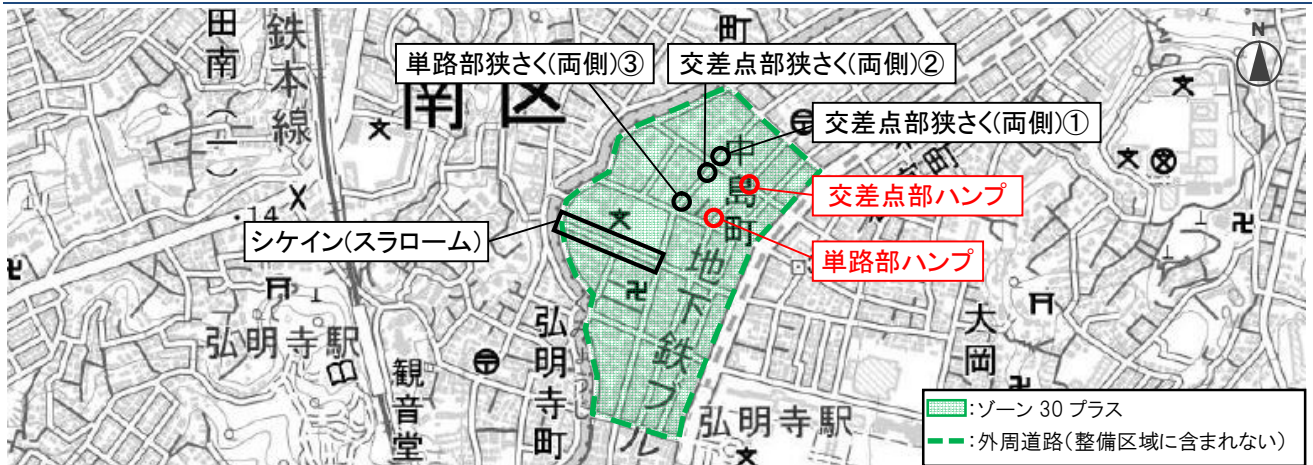 田南(二)
鉄本線
南区
町
N
単路部狭さく(両側)③
交差点部狭さく(両側)②
交差点部狭さく(両側)①
中島町
交差点部ハンプ
単路部ハンプ
シケイン(スラローム)
・14
地下鉄ブル
弘明寺駅
観音堂
弘明寺町
弘明寺駅
大岡
:ゾーン 30 プラス
:外周道路(整備区域に含まれない)